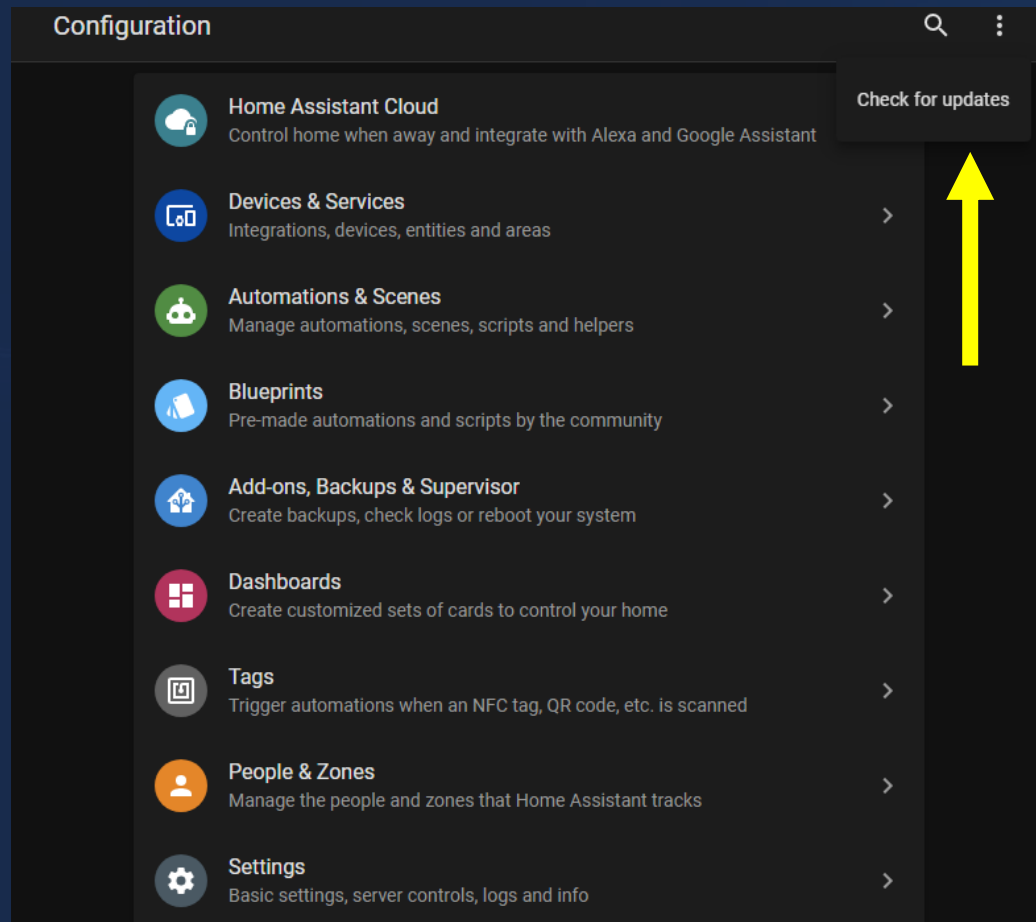 Configuration
Check for updates
Home Assistant Cloud
Control home when away and integrate with Alexa and Google Assistant
Devices & Services
Integrations, devices, entities and areas
Automations & Scenes
Manage automations, scenes, scripts and helpers
Blueprints
Pre-made automations and scripts by the community
Add-ons, Backups & Supervisor
Create backups, check logs or reboot your system
Dashboards
Create customized sets of cards to control your home
Tags
Trigger automations when an NFC tag, QR code, etc. is scanned
People & Zones
Manage the people and zones that Home Assistant tracks
Settings
Basic settings, server controls, logs and info